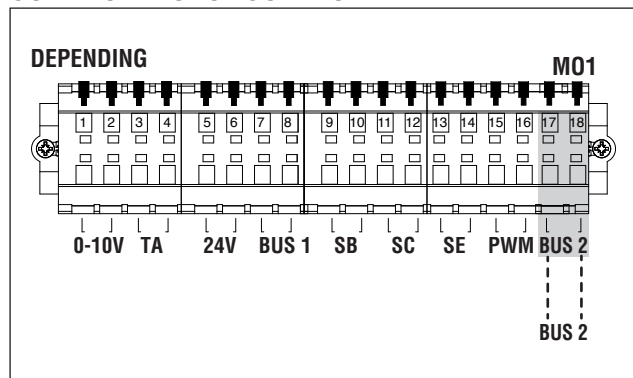 DEPENDING
MO1
1 2 3 4 5 6 7 8 9 10 11 12 13 14 15 16 17 18
0-10V TA 24V BUS 1 SB SC SE PWM BUS 2
BUS 2